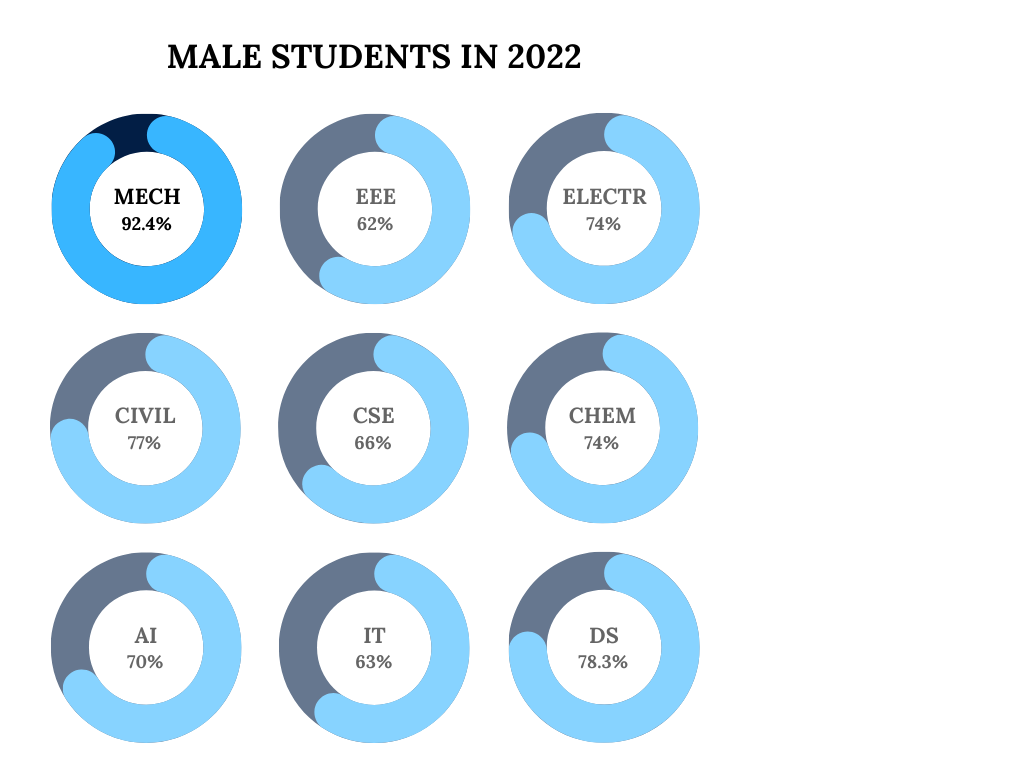 MALE STUDENTS IN 2022
MECH
92.4%
EEE
62%
ELECTR
74%
CIVIL
77%
CSE
66%
CHEM
74%
AI
70%
IT
63%
DS
78.3%